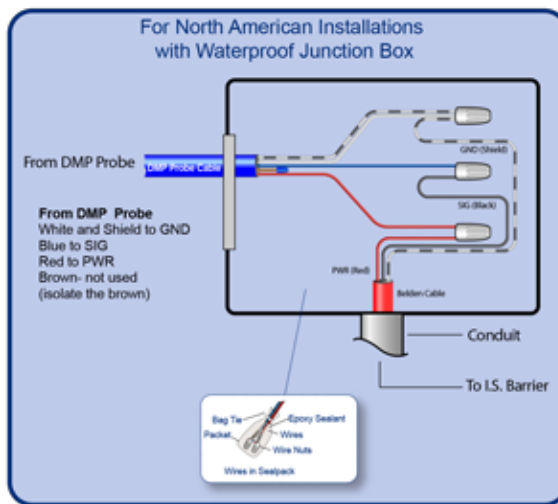 For North American Installations
with Waterproof Junction Box
From DMP Probe
DMP Probe Cable
GND (Shield)
SIG (Black)
From DMP Probe
White and Shield to GND
Blue to SIG
Red to PWR
Brown- not used
(isolate the brown)
PWR (Red)
Belden Cable
Conduit
To I.S. Barrier
Bag Tie
Epoxy Sealant
Packet
Wires
Wire Nuts
Wires in Sealpack